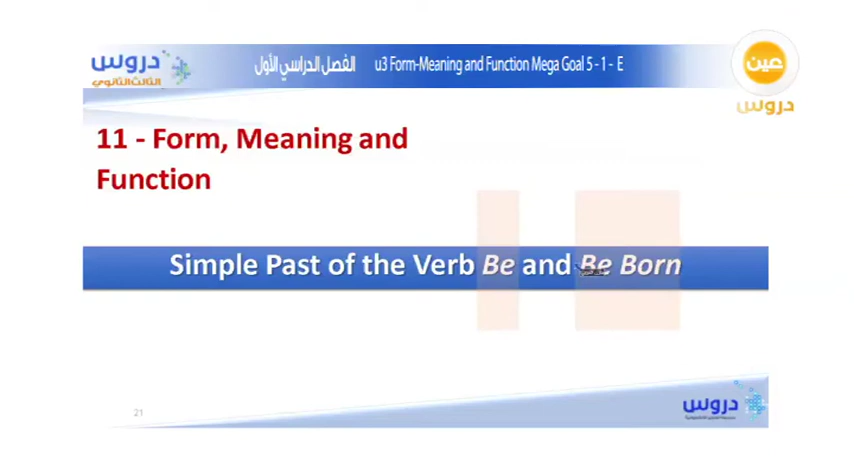 دروس
الثالث الثانوي
الفصل الدراسي الأول u3 Form-Meaning and Function Mega Goal 5 - 1 - E
عين
دروس
11 - Form, Meaning and
Function
Simple Past of the Verb Be and Be Born
21
دروس